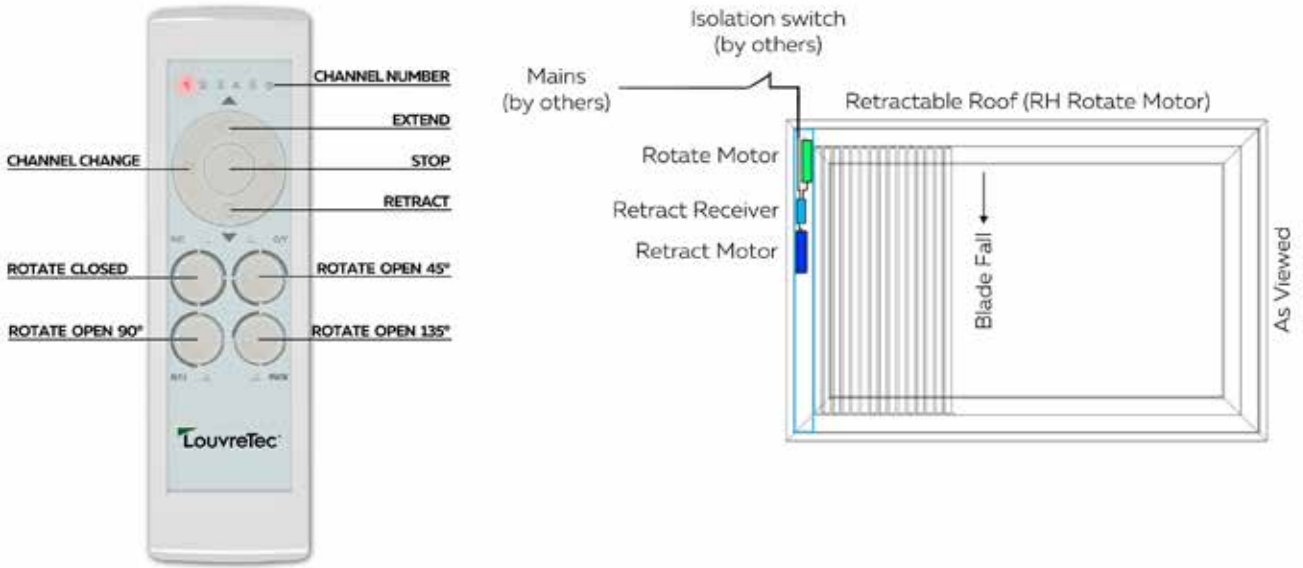 CHANNEL NUMBER
EXTEND
CHANNEL CHANGE
STOP
RETRACT
ROTATE CLOSED
ROTATE OPEN 45°
ROTATE OPEN 90°
ROTATE OPEN 135°
LouvreTec
Isolation switch
(by others)
Mains
(by others)
Retractable Roof (RH Rotate Motor)
Rotate Motor
Retract Receiver
Retract Motor
Blade Fall
As Viewed